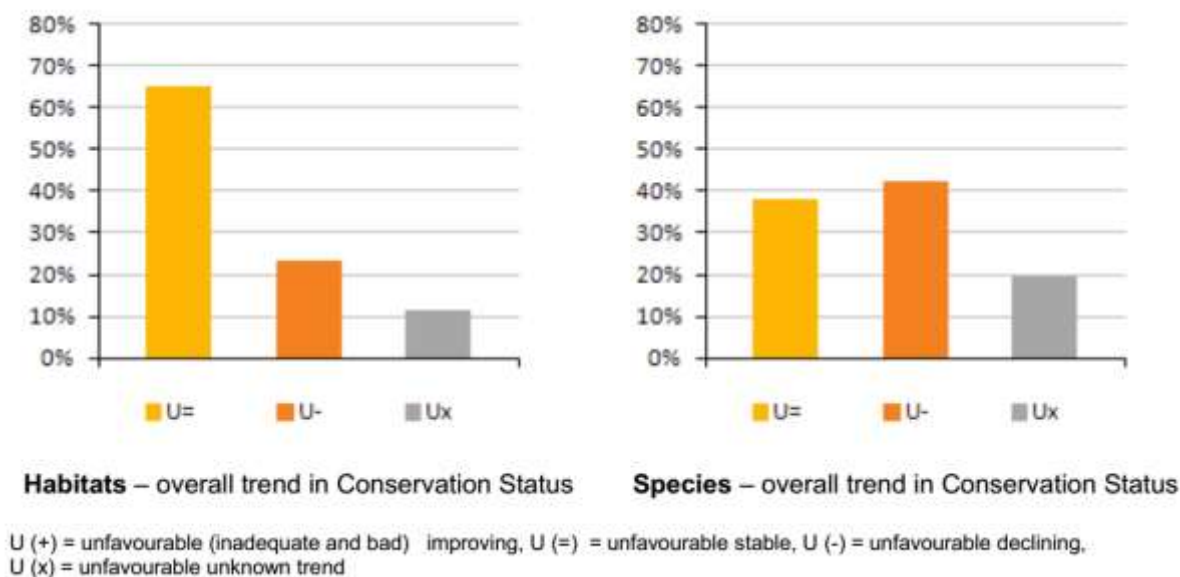 80% 80%
70% 70%
60% 60%
50% 50%
40% 40%
30% 30%
20% 20%
10% 10%
0% 0%
U= U- Ux U= U- Ux
Habitats – overall trend in Conservation Status Species – overall trend in Conservation Status
U (+) = unfavourable (inadequate and bad) improving, U (=) = unfavourable stable, U (-) = unfavourable declining,
U (x) = unfavourable unknown trend